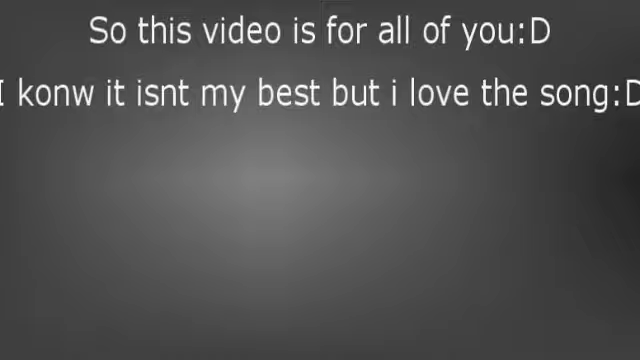 So this video is for all of you:D
I konw it isnt my best but i love the song:D